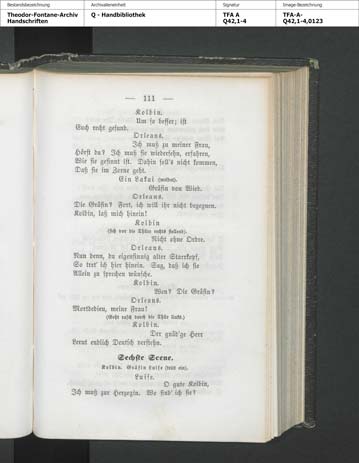 Bestandsbezeichnung
Archivaleneinheit
Signatur
Image-Bezeichnung
Theodor-Fontane-Archiv
Handschriften
Q - Handbibliothek
TFA A
Q42,1-4
TFA-A-
Q42,1-4,0123
— 111 —
Kolbin.
Um so besser; ist
Euch recht gesund.
Orleans.
Ich muß zu meiner Frau,
Hörst du? Ich muß sie wiedersehn, erfahren,
Wie sie gesinnt ist. Dahin soll's nicht kommen,
Daß sie im Zorne geht.
Ein Lakai (meldet).
Gräfin von Wied.
Orleans.
Die Gräfin? Fort, ich will ihr nicht begegnen.
Kolbin, laß mich hinein!
Kolbin
(sich vor die Thüre rechts stellend).
Nicht ohne Ordre.
Orleans.
Nun denn, du eigensinnig alter Starrkopf,
So tret' ich hier hinein. Sag, daß ich sie
Allein zu sprechen wünsche.
Kolbin.
Wen? Die Gräfin?
Orleans.
Mortdebieu, meine Frau!
(Geht rasch durch die Thür links.)
Kolbin.
Der gnäd'ge Herr
Lernt endlich Deutsch verstehn.
Sechste Scene.
Kolbin. Gräfin Luise (tritt ein).
Luise.
O gute Kolbin,
Ich muß zur Herzogin. Wo find' ich sie?